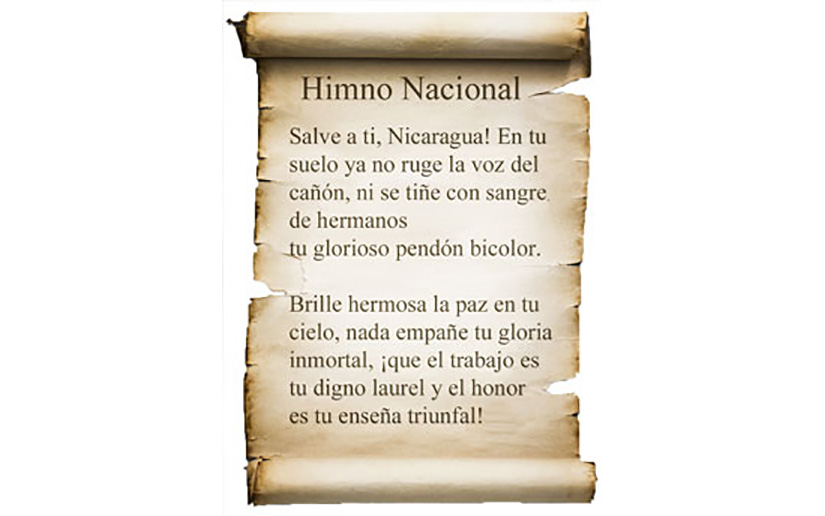 Himno Nacional
Salve a ti, Nicaragua! En tu
suelo ya no ruge la voz del
cañón, ni se tiñe con sangre
de hermanos
tu glorioso pendón bicolor.
Brille hermosa la paz en tu
cielo, nada empañe tu gloria
inmortal, ¡que el trabajo es
tu digno laurel y el honor
es tu enseña triunfal!